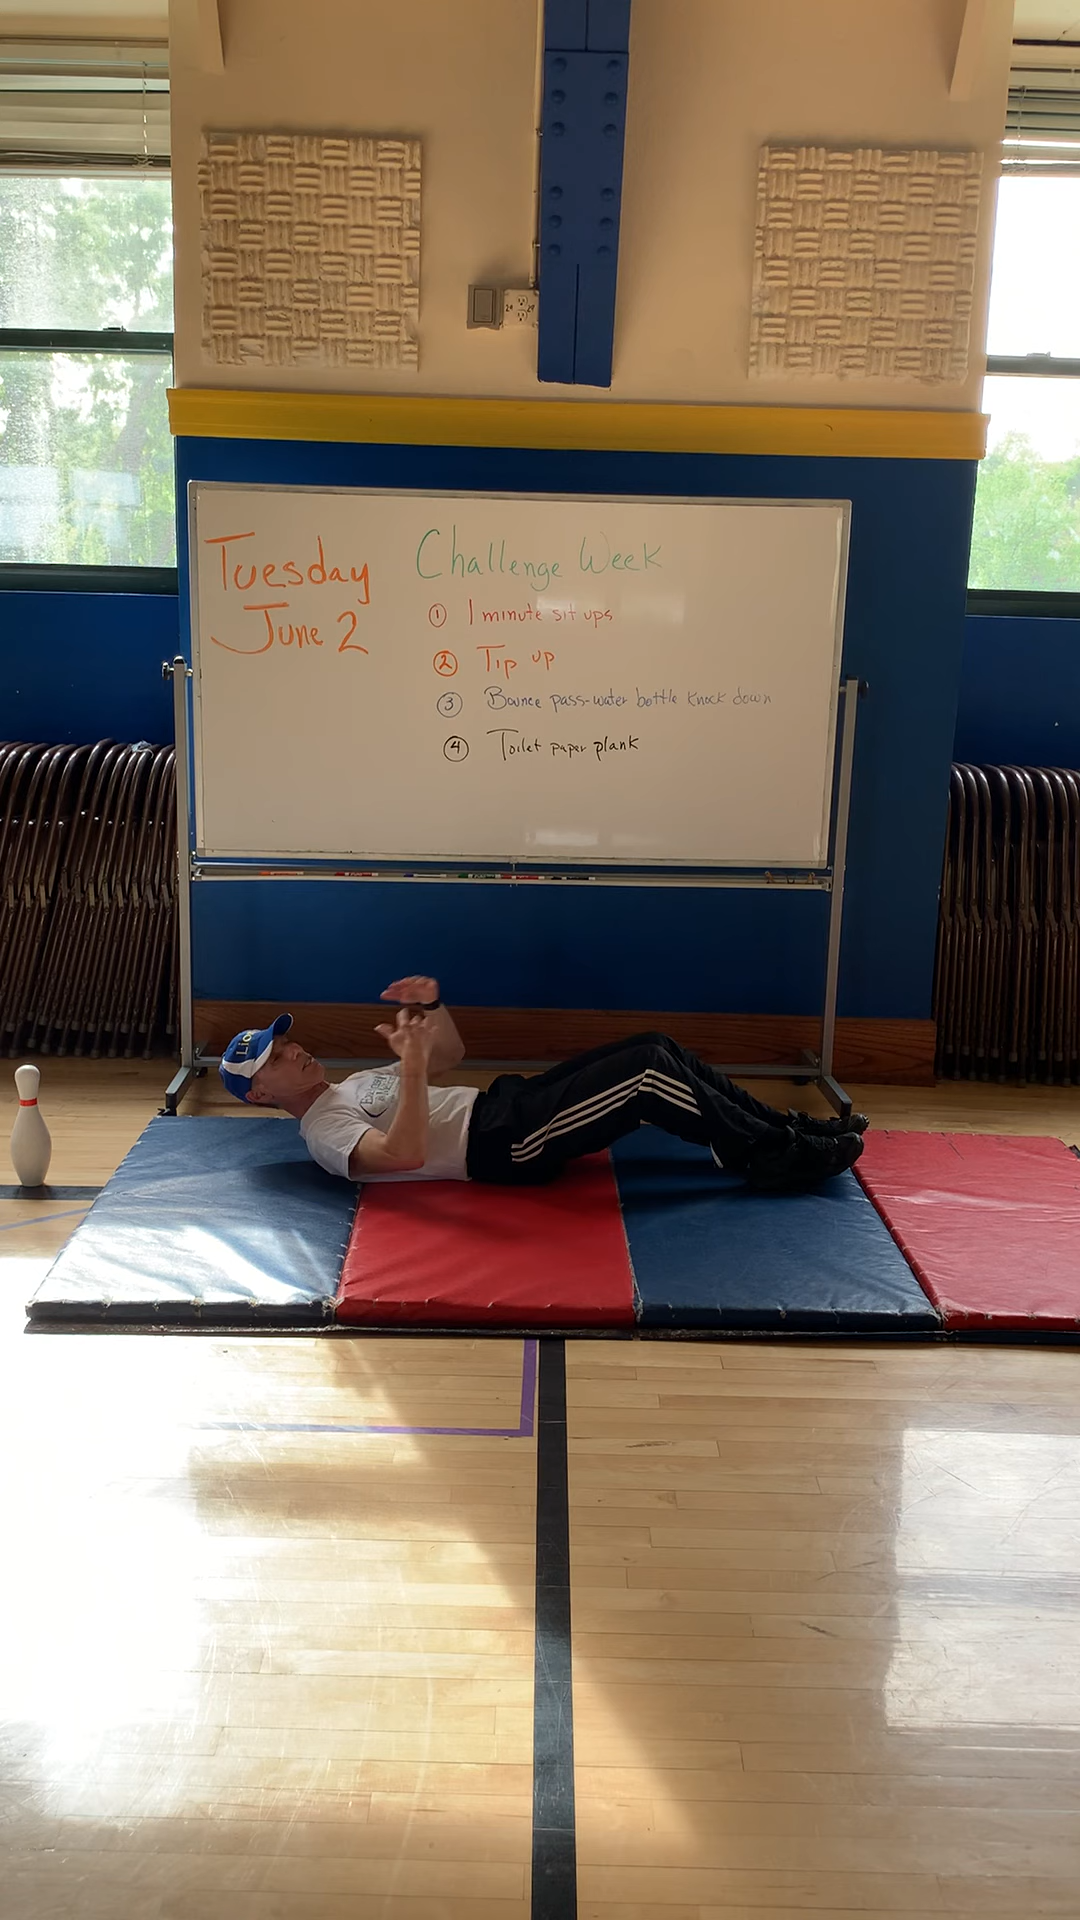 Tuesday
June 2
Challenge Week
① 1 minute sit ups
② Tip up
③ Bounce pass-water bottle knock down
④ Toilet paper plank